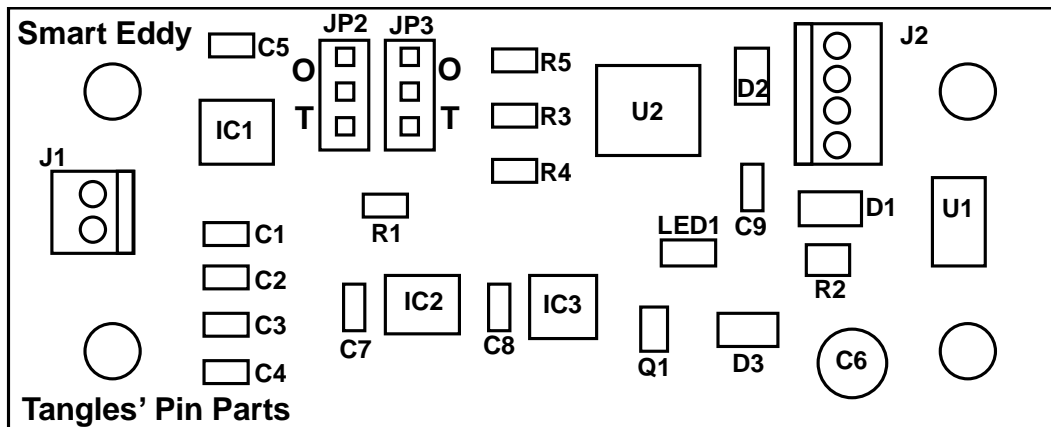 Smart Eddy
C5
JP2
JP3
O
O
T
T
R5
R3
R4
U2
D2
J2
IC1
J1
R1
C1
C2
C3
C4
C7
IC2
C8
IC3
LED1
C9
D1
U1
R2
Q1
D3
C6
Tangles’ Pin Parts